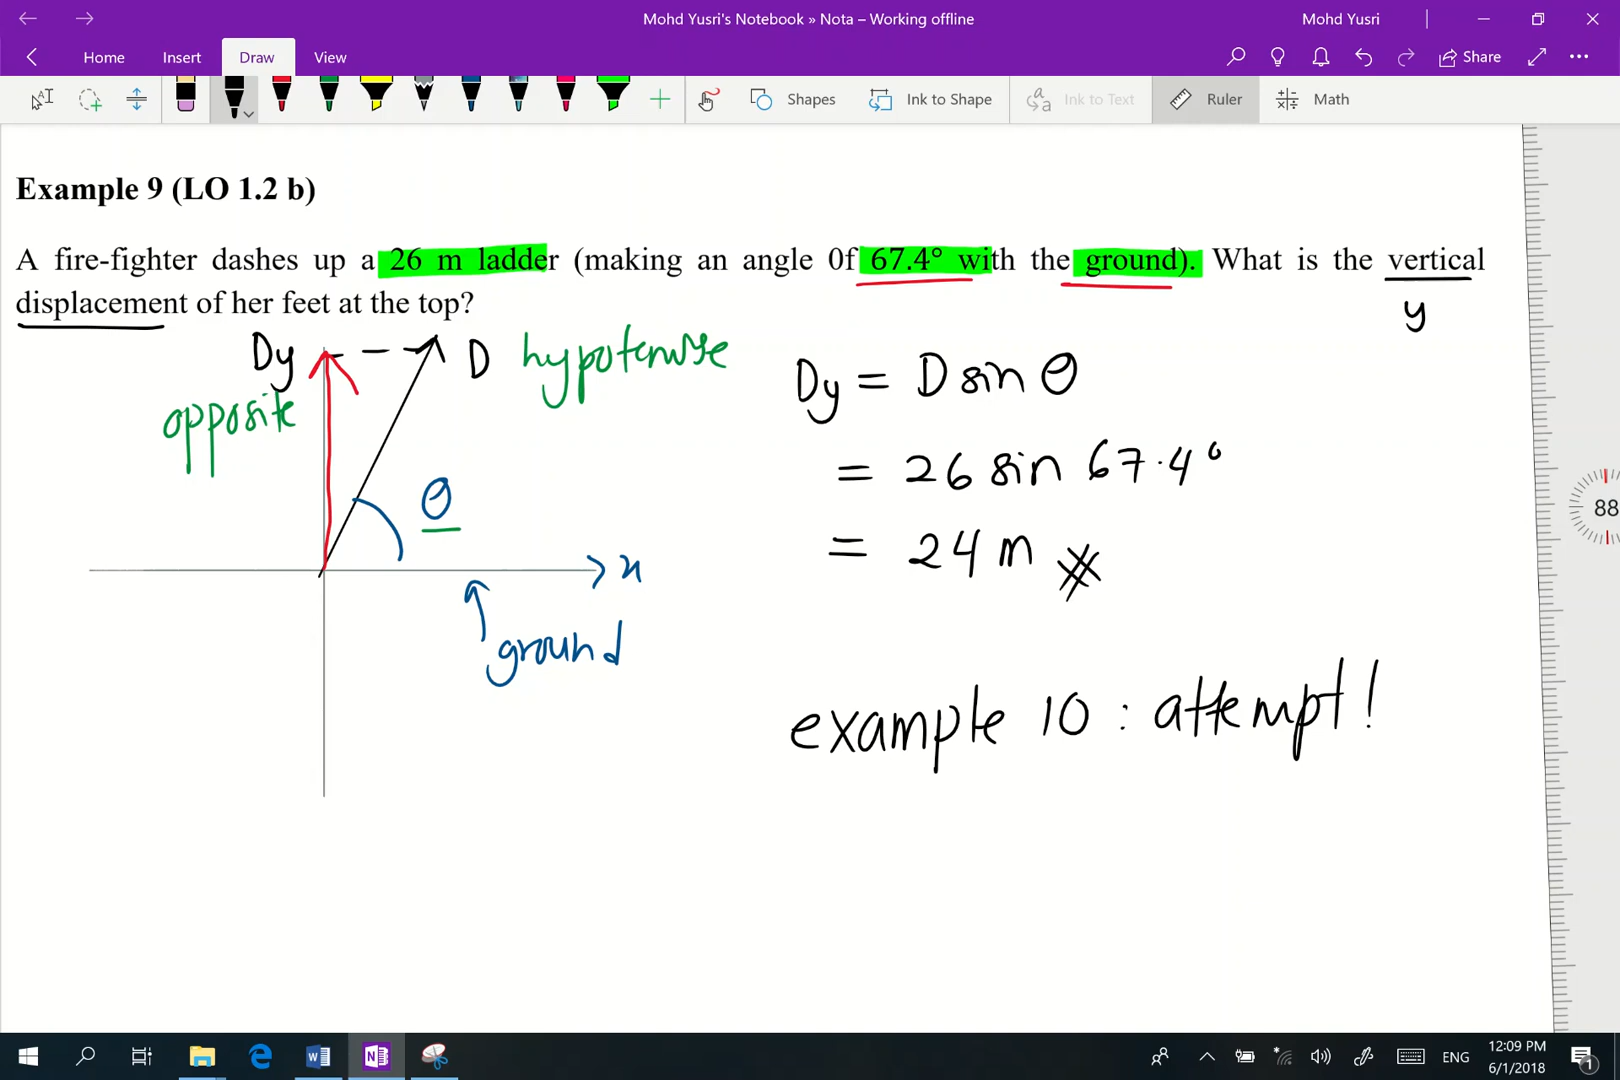 Mohd Yusri's Notebook » Nota – Working offline
Mohd Yusri
Home Insert Draw View
Share
Shapes
Ink to Shape
Ink to Text
Ruler
Math
Example 9 (LO 1.2 b)
A fire-fighter dashes up a 26 m ladder (making an angle 0f 67.4° with the ground). What is the vertical
displacement of her feet at the top?
y
Dy
D hypotenuse
opposite
θ
x
ground
Dy = D sin θ
= 26 sin 67.4°
= 24 m
example 10 : attempt!
88
ENG
12:09 PM
6/1/2018
1